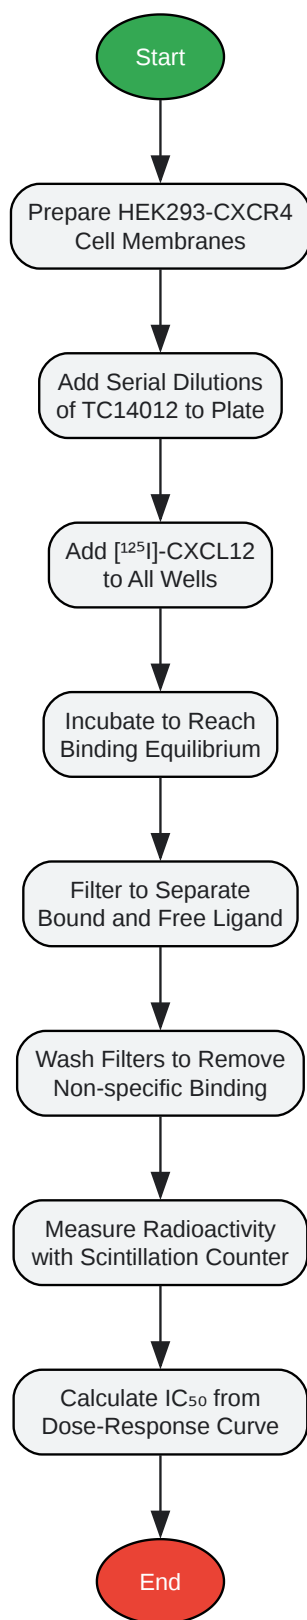 Start
Prepare HEK293-CXCR4
Cell Membranes
Add Serial Dilutions
of TC14012 to Plate
Add [¹²⁵I]-CXCL12
to All Wells
Incubate to Reach
Binding Equilibrium
Filter to Separate
Bound and Free Ligand
Wash Filters to Remove
Non-specific Binding
Measure Radioactivity
with Scintillation Counter
Calculate IC₅₀ from
Dose-Response Curve
End